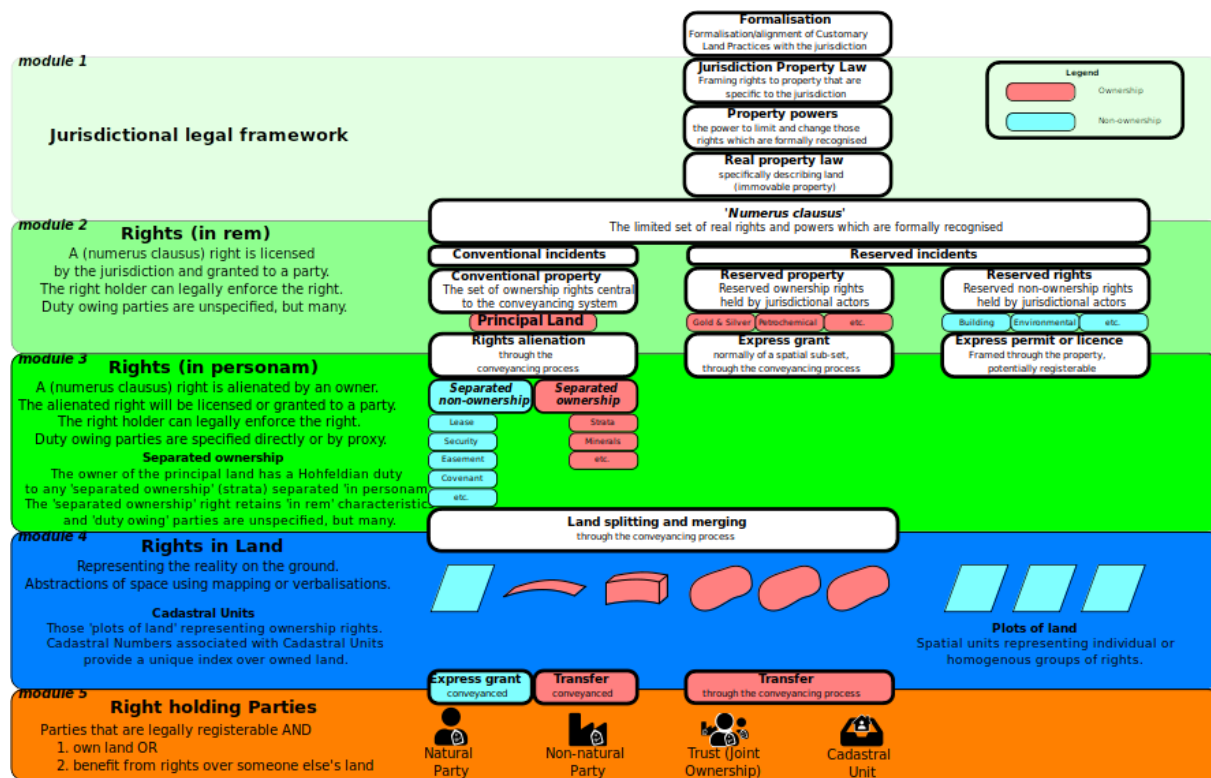 Formalisation
Formalisation/alignment of Customary
Land Practices with the jurisdiction
module 1
Jurisdictional legal framework
Jurisdiction Property Law
Framing rights to property that are
specific to the jurisdiction
Property powers
the power to limit and change those
rights which are formally recognised
Real property law
specifically describing land
(immovable property)
Legend
Ownership
Non-ownership
'Numerus clausus'
The limited set of real rights and powers which are formally recognised
module 2
Rights (in rem)
A (numerus clausus) right is licensed
by the jurisdiction and granted to a party.
The right holder can legally enforce the right.
Duty owing parties are unspecified, but many.
Conventional incidents
Reserved incidents
Conventional property
The set of ownership rights central
to the conveyancing system
Reserved property
Reserved ownership rights
held by jurisdictional actors
Reserved rights
Reserved non-ownership rights
held by jurisdictional actors
Principal Land
Gold & Silver
Petrochemical
etc.
Building
Environmental
etc.
Rights alienation
through the
conveyancing process
Express grant
normally of a spatial sub-set,
through the conveyancing process
Express permit or licence
Framed through the property,
potentially registerable
module 3
Rights (in personam)
A (numerus clausus) right is alienated by an owner.
The alienated right will be licensed or granted to a party.
The right holder can legally enforce the right.
Duty owing parties are specified directly or by proxy.
Separated ownership
The owner of the principal land has a Hohfeldian duty
to any 'separated ownership' (strata) separated 'in personam
The 'separated ownership' right retains 'in rem' characteristics
and 'duty owing' parties are unspecified, but many.
Separated
non-ownership
Separated
ownership
Lease
Security
Easement
Covenant
etc.
Strata
Minerals
etc.
Land splitting and merging
through the conveyancing process
module 4
Rights in Land
Representing the reality on the ground.
Abstractions of space using mapping or verbalisations.
Cadastral Units
Those 'plots of land' representing ownership rights.
Cadastral Numbers associated with Cadastral Units
provide a unique index over owned land.
Plots of land
Spatial units representing individual or
homogenous groups of rights.
Express grant
conveyanced
Transfer
conveyanced
Transfer
through the conveyancing process
module 5
Right holding Parties
Parties that are legally registerable AND
1. own land OR
2. benefit from rights over someone else's land
Natural
Party
Non-natural
Party
Trust (Joint
Ownership)
Cadastral
Unit